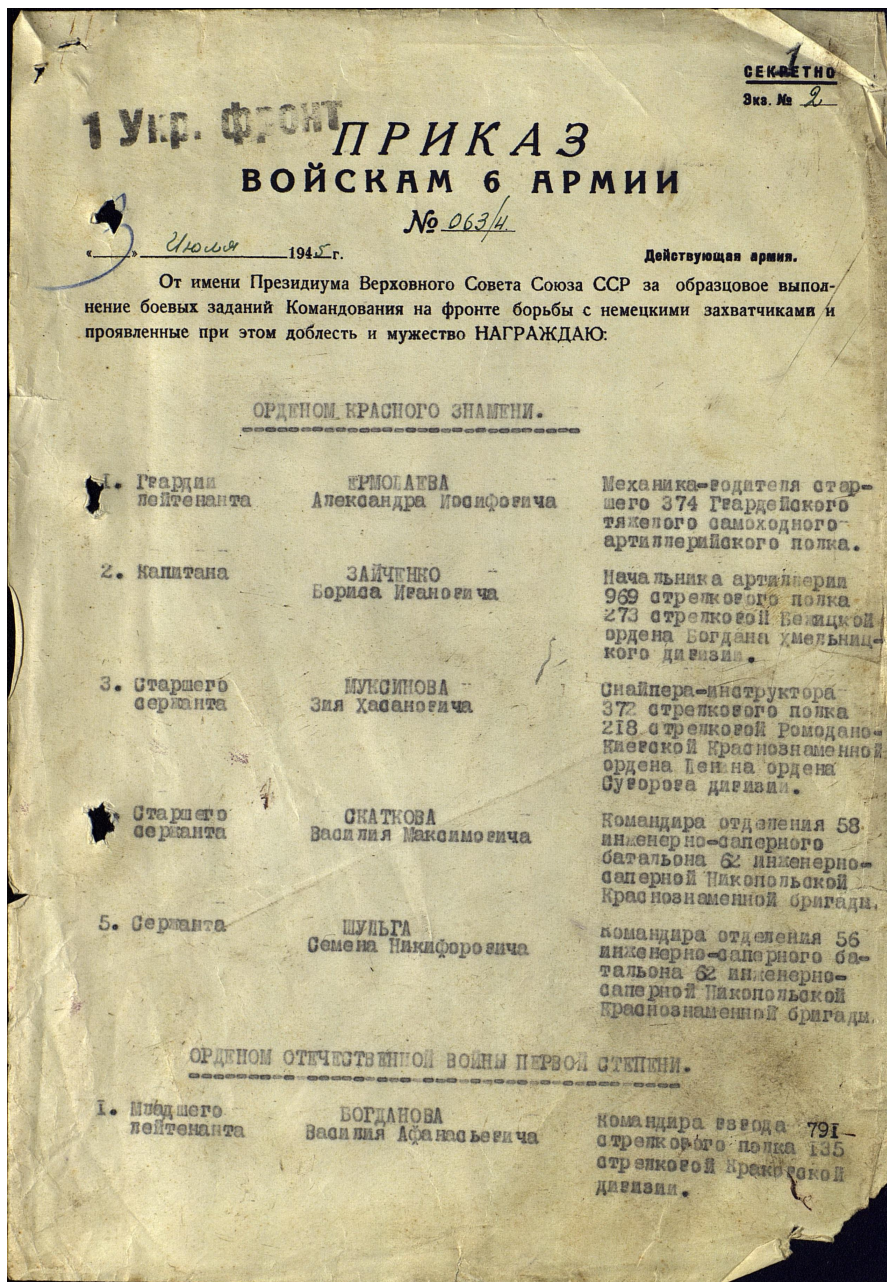 1
СЕКРЕТНО
Экз. № 2
1 Укр. фронт
ПРИКАЗ
ВОЙСКАМ 6 АРМИИ
№ 063/н.
« 3 » Июля 1945 г.
Действующая армия.
От имени Президиума Верховного Совета Союза ССР за образцовое выпол-
нение боевых заданий Командования на фронте борьбы с немецкими захватчиками и
проявленные при этом доблесть и мужество НАГРАЖДАЮ:
ОРДЕНОМ КРАСНОГО ЗНАМЕНИ.
1. Гвардии ЕРМОЛАЕВА Механика-водителя стар-
лейтенанта Александра Иосифовича шего 374 Гвардейского
тяжелого самоходного
артиллерийского полка.
2. Капитана ЗАЙЧЕНКО Начальника артиллерии
Бориса Ивановича 969 стрелкового полка
273 стрелковой Бежицкой
ордена Богдана Хмельниц-
кого дивизии.
3. Старшего МУКСИНОВА Снайпера-инструктора
сержанта Зия Хасановича 372 стрелкового полка
218 стрелковой Ромодано-
Киевской Краснознаменной
ордена Ленина ордена
Суворова дивизии.
Старшего СКАТКОВА Командира отделения 58
сержанта Василия Максимовича инженерно-саперного
батальона 62 инженерно-
саперной Никопольской
Краснознаменной бригады.
5. Сержанта ШУЛЬГА Командира отделения 56
Семена Никифоровича инженерно-саперного ба-
тальона 62 инженерно-
саперной Никопольской
Краснознаменной бригады.
ОРДЕНОМ ОТЕЧЕСТВЕННОЙ ВОЙНЫ ПЕРВОЙ СТЕПЕНИ.
1. Младшего БОГДАНОВА Командира взвода 791
лейтенанта Василия Афанасьевича стрелкового полка 135
стрелковой Краковской
дивизии.